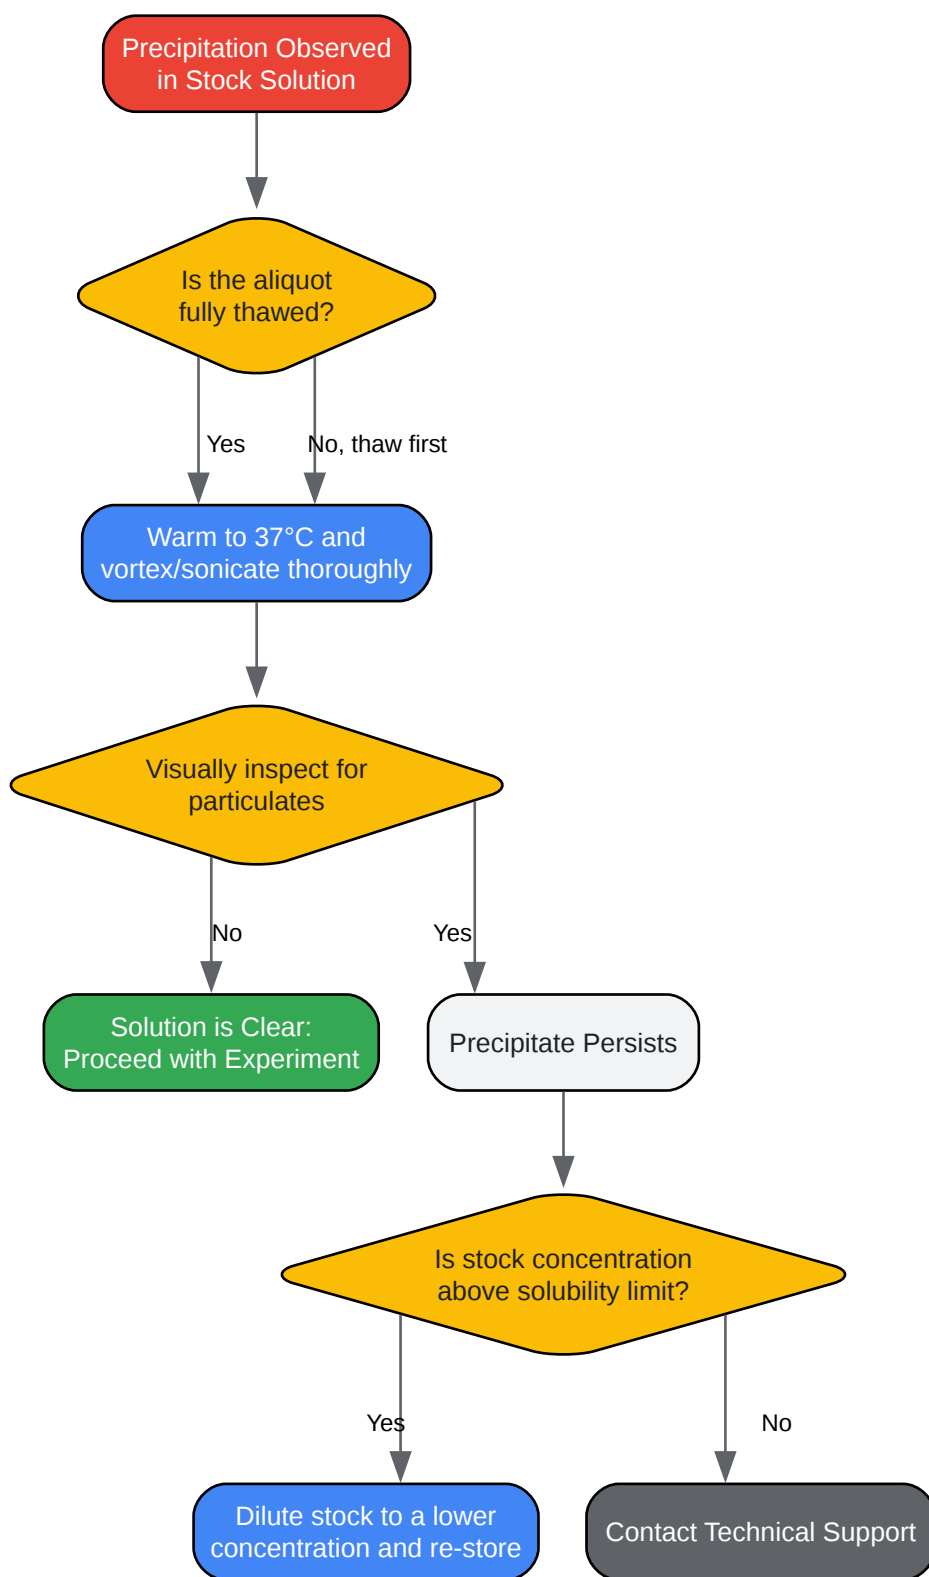 Precipitation Observed
in Stock Solution
Is the aliquot
fully thawed?
Yes
No, thaw first
Warm to 37°C and
vortex/sonicate thoroughly
Visually inspect for
particulates
No
Yes
Solution is Clear:
Proceed with Experiment
Precipitate Persists
Is stock concentration
above solubility limit?
Yes
No
Dilute stock to a lower
concentration and re-store
Contact Technical Support